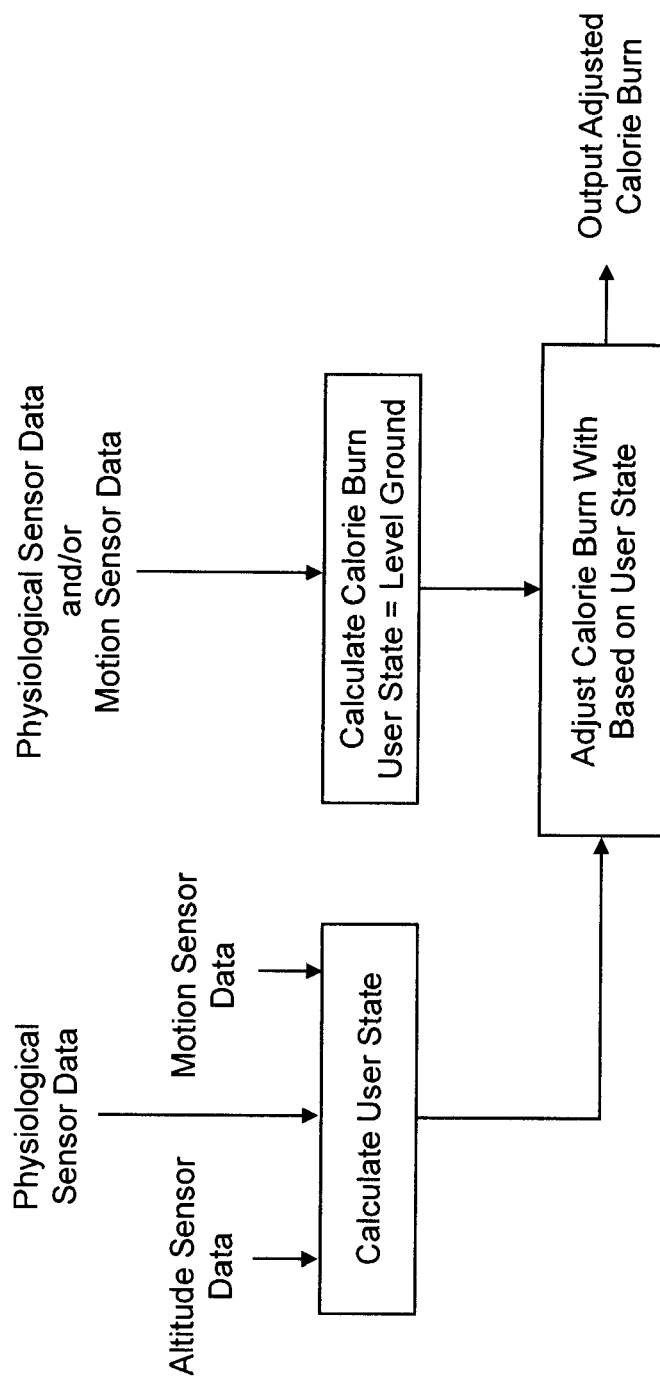 Physiological
Sensor Data
Altitude Sensor
Data
Motion Sensor
Data
Calculate User State
Physiological Sensor Data
and/or
Motion Sensor Data
Calculate Calorie Burn
User State = Level Ground
Adjust Calorie Burn With
Based on User State
Output Adjusted
Calorie Burn